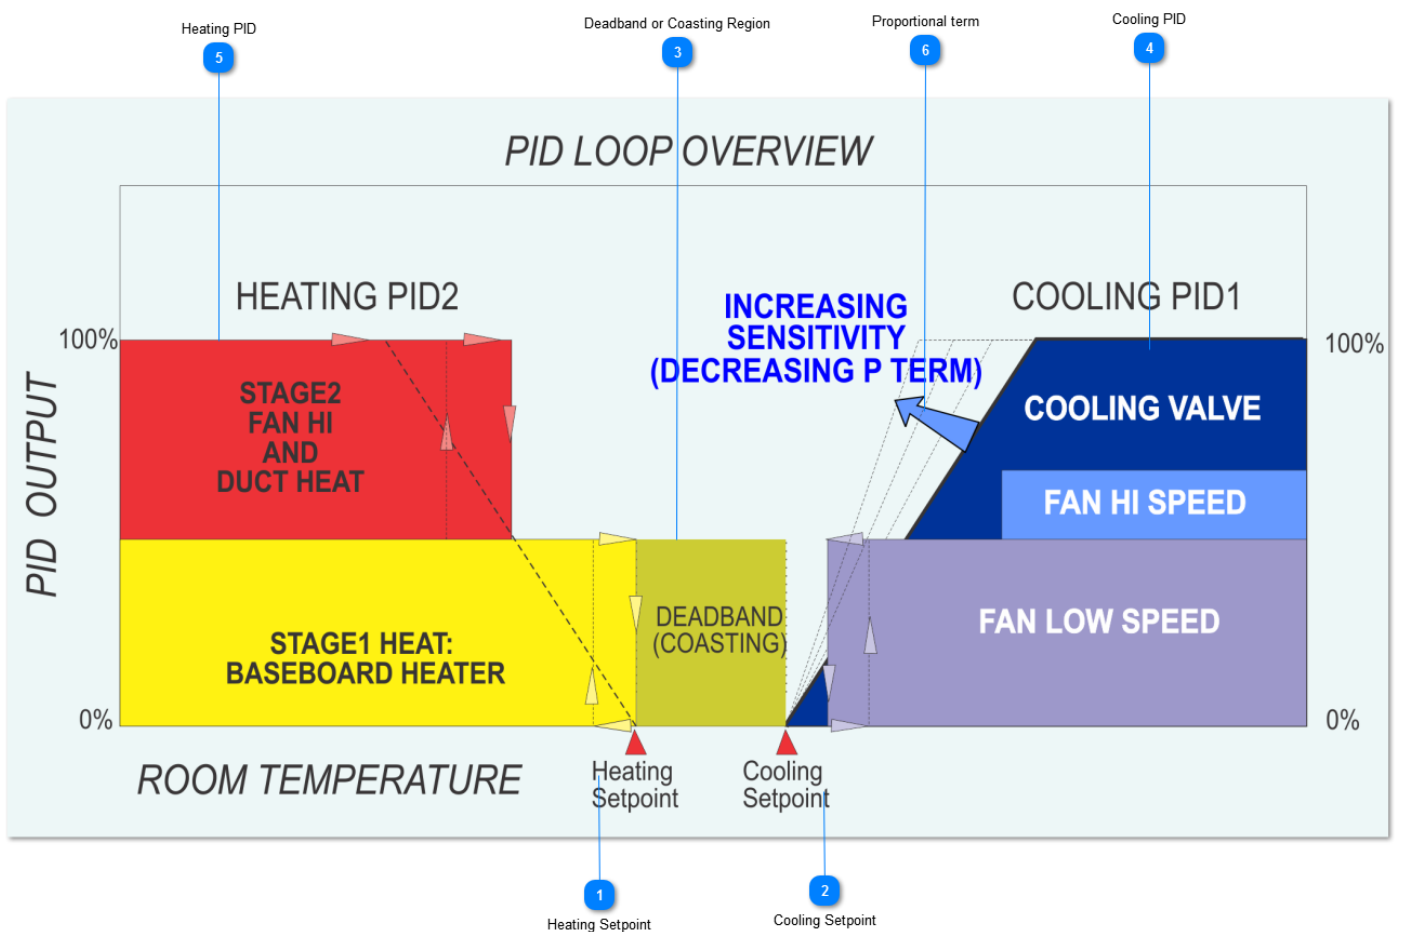 Heating PID
Deadband or Coasting Region
Proportional term
Cooling PID
5
3
6
4
PID LOOP OVERVIEW
HEATING PID2
INCREASING
SENSITIVITY
(DECREASING P TERM)
COOLING PID1
100%
100%
PID OUTPUT
STAGE2
FAN HI
AND
DUCT HEAT
COOLING VALVE
FAN HI SPEED
STAGE1 HEAT:
BASEBOARD HEATER
DEADBAND
(COASTING)
FAN LOW SPEED
0%
0%
ROOM TEMPERATURE
Heating
Setpoint
Cooling
Setpoint
1
2
Heating Setpoint
Cooling Setpoint